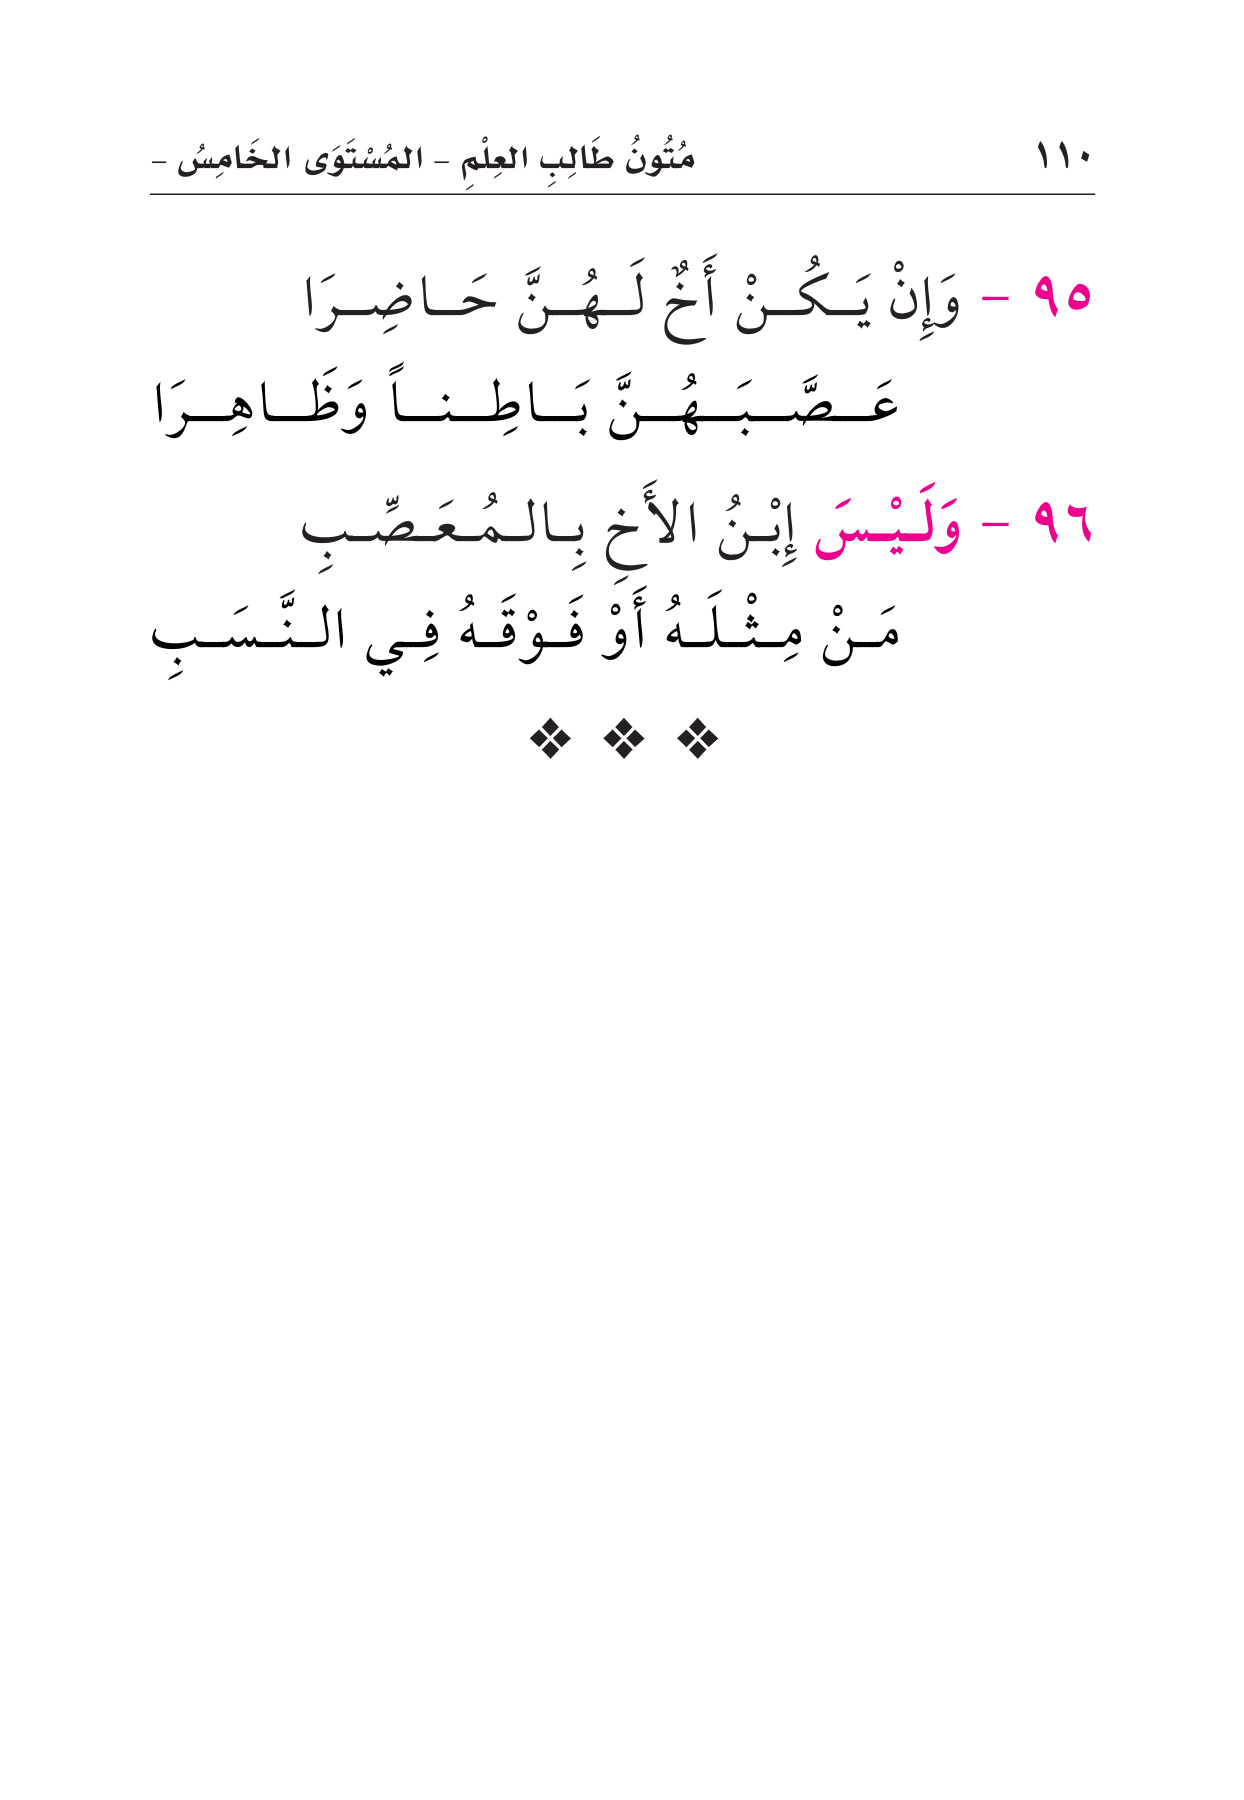 ١١٠ مُتُونُ طَالِبِ العِلْمِ - المُسْتَوَى الخَامِسُ -
٩٥ - وَإِنْ يَكُنْ أَخٌ لَهُنَّ حَاضِرَا
عَصَّبَهُنَّ بَاطِناً وَظَاهِرَا
٩٦ - وَلَيْسَ إِبْنُ الأَخِ بِالمُعَصِّبِ
مَنْ مِثْلَهُ أَوْ فَوْقَهُ فِي النَّسَبِ